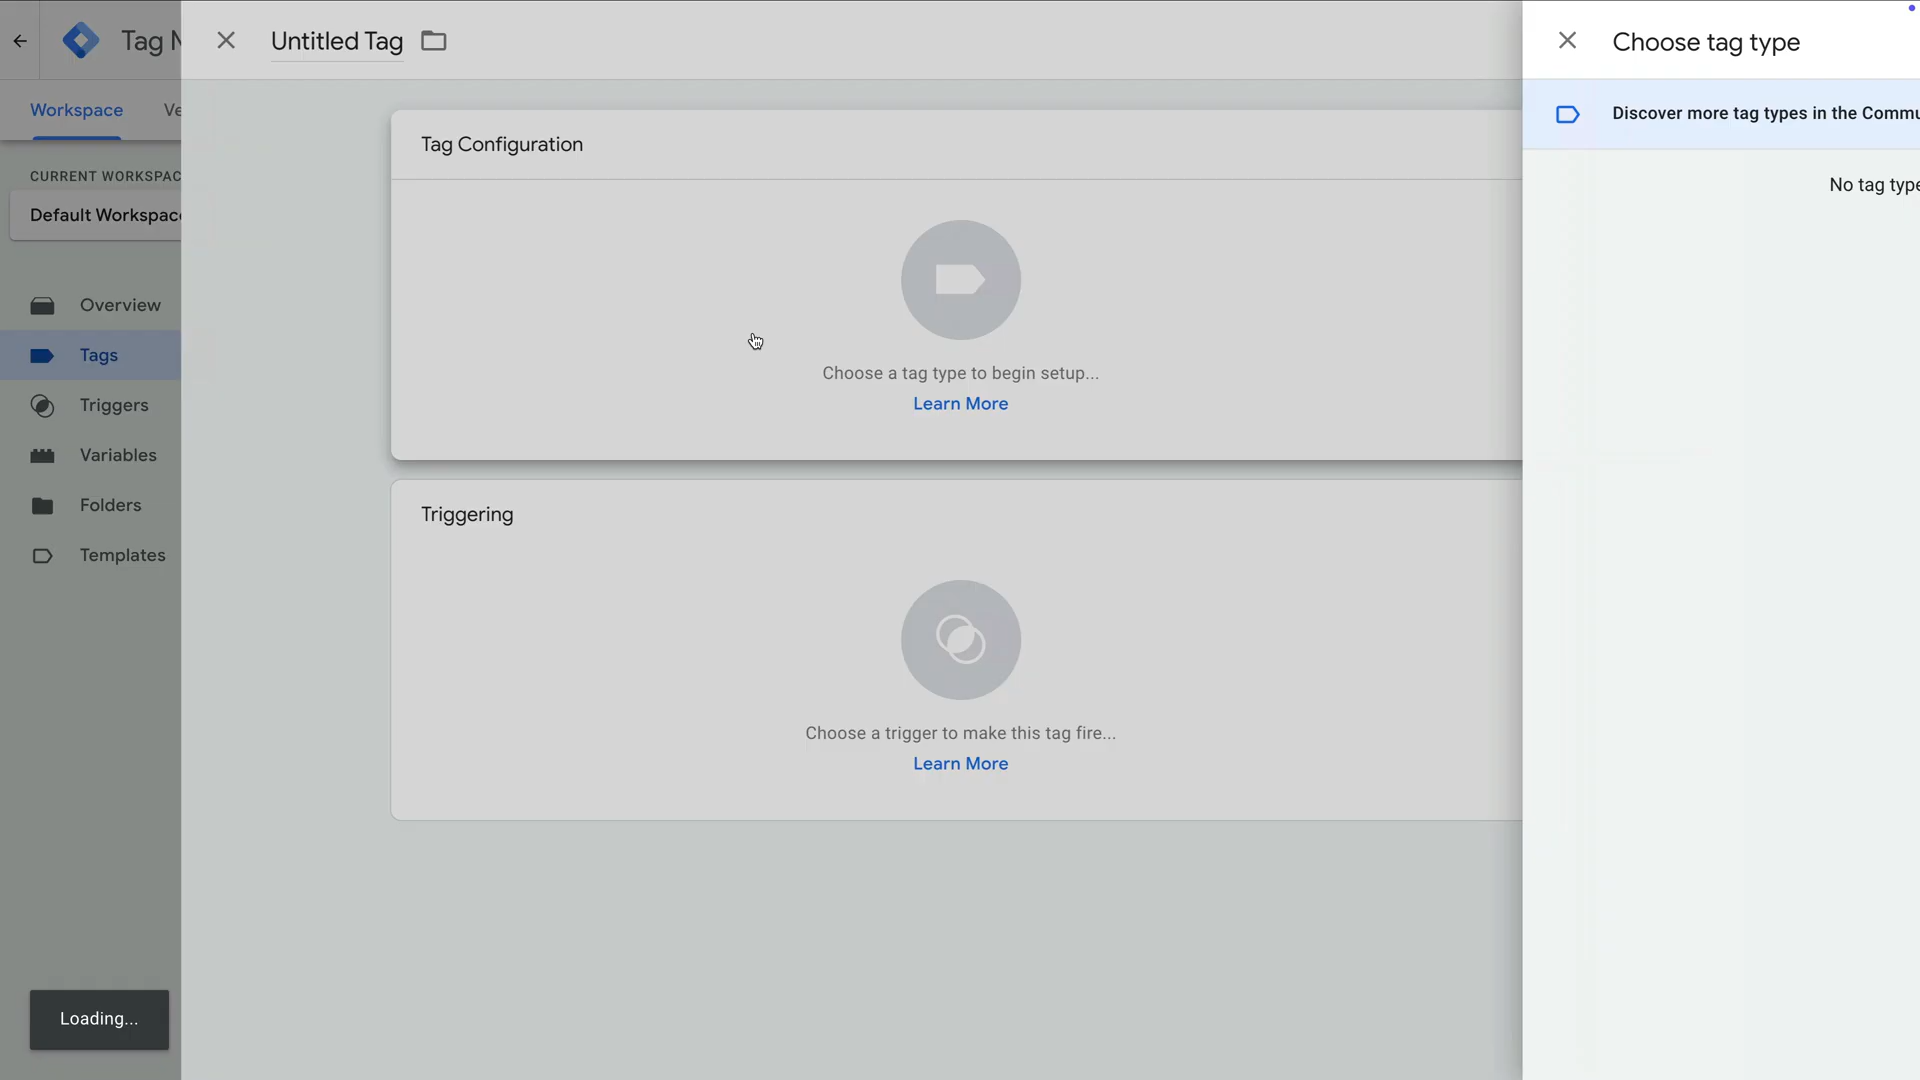 Tag M
Untitled Tag
Choose tag type
Workspace
Ve
Discover more tag types in the Commu
Tag Configuration
CURRENT WORKSPAC
No tag type
Default Workspac
Overview
Tags
Choose a tag type to begin setup...
Learn More
Triggers
Variables
Folders
Triggering
Templates
Choose a trigger to make this tag fire...
Learn More
Loading...